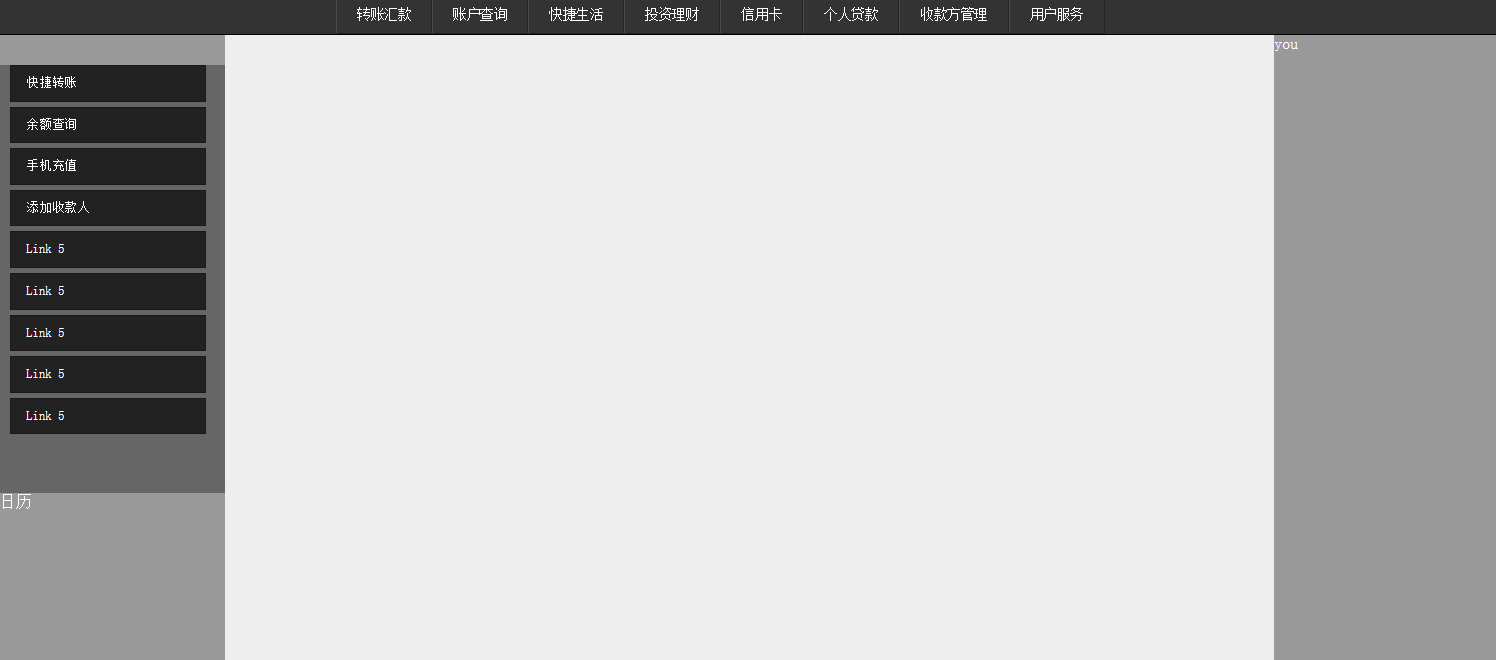 转账汇款 账户查询 快捷生活 投资理财 信用卡 个人贷款 收款方管理 用户服务
快捷转账
余额查询
手机充值
添加收款人
Link 5
Link 5
Link 5
Link 5
Link 5
日历
you